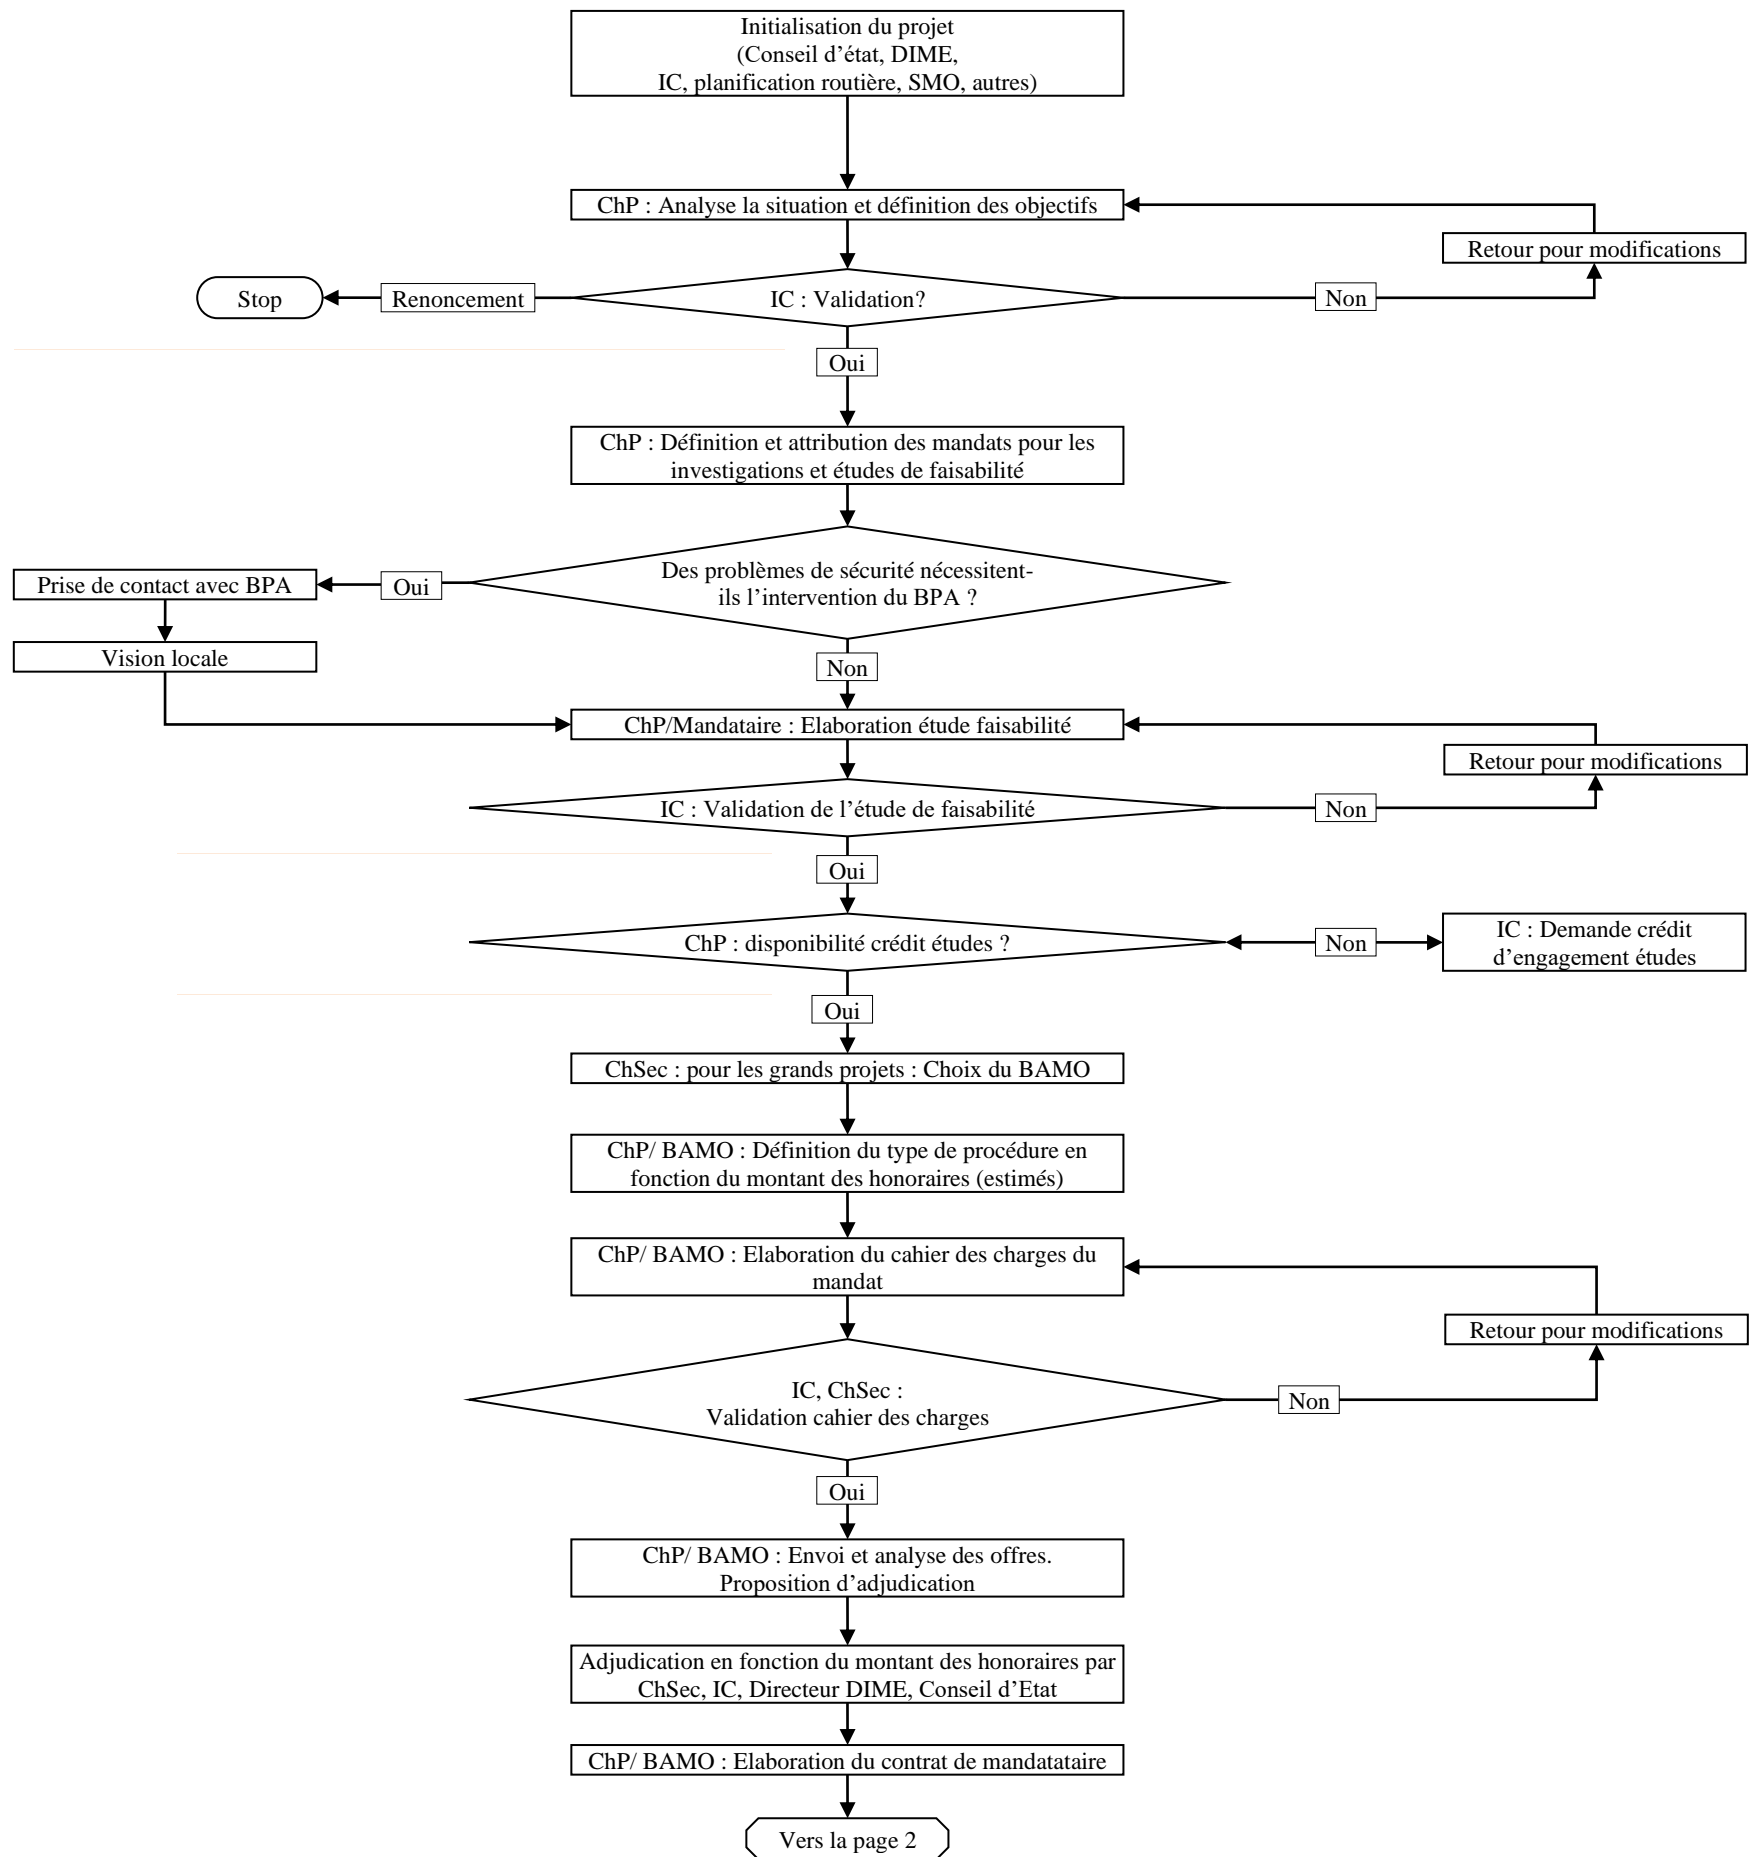 Initialisation du projet
(Conseil d’état, DIME,
IC, planification routière, SMO, autres)
ChP : Analyse la situation et définition des objectifs
Retour pour modifications
Stop
Renoncement
IC : Validation?
Non
Oui
ChP : Définition et attribution des mandats pour les
investigations et études de faisabilité
Des problèmes de sécurité nécessitent-
ils l’intervention du BPA ?
Oui
Prise de contact avec BPA
Vision locale
Non
ChP/Mandataire : Elaboration étude faisabilité
Retour pour modifications
IC : Validation de l’étude de faisabilité
Non
Oui
ChP : disponibilité crédit études ?
Non
IC : Demande crédit
d’engagement études
Oui
ChSec : pour les grands projets : Choix du BAMO
ChP/ BAMO : Définition du type de procédure en
fonction du montant des honoraires (estimés)
ChP/ BAMO : Elaboration du cahier des charges du
mandat
Retour pour modifications
IC, ChSec :
Validation cahier des charges
Non
Oui
ChP/ BAMO : Envoi et analyse des offres.
Proposition d’adjudication
Adjudication en fonction du montant des honoraires par
ChSec, IC, Directeur DIME, Conseil d’Etat
ChP/ BAMO : Elaboration du contrat de mandatataire
Vers la page 2